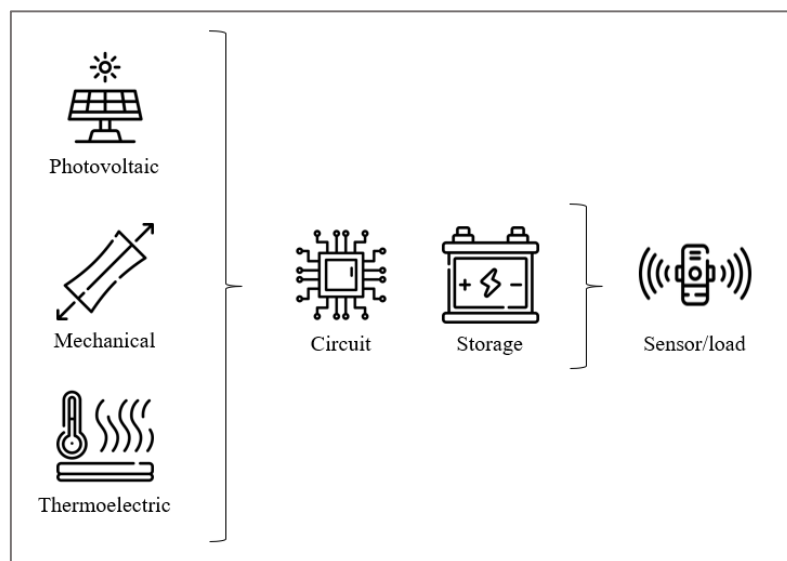 Photovoltaic
Mechanical
Thermoelectric
Circuit
Storage
Sensor/load